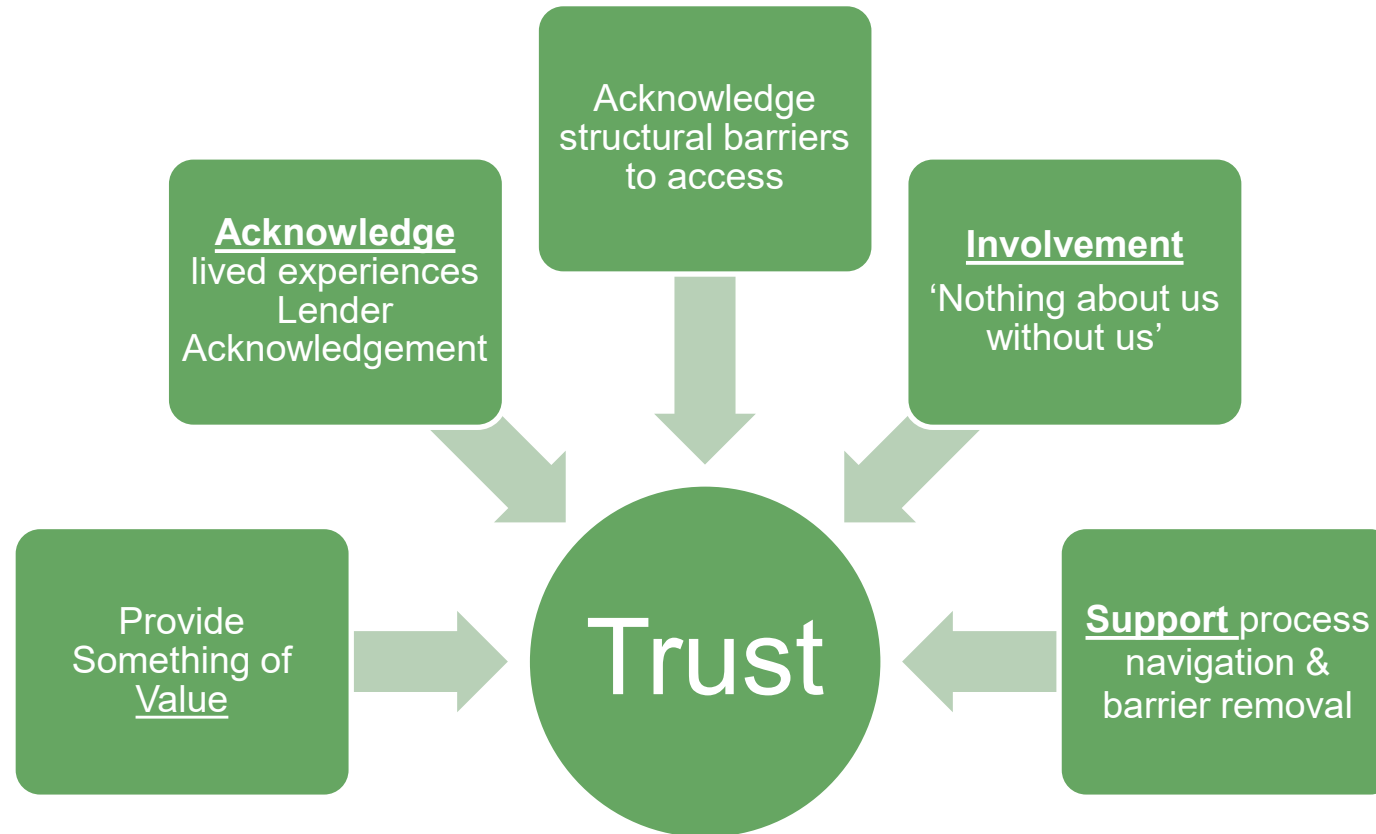 Acknowledge
structural barriers
to access
Acknowledge
lived experiences
Lender
Acknowledgement
Involvement
‘Nothing about us
without us’
Provide
Something of
Value
Trust
Support process
navigation &
barrier removal